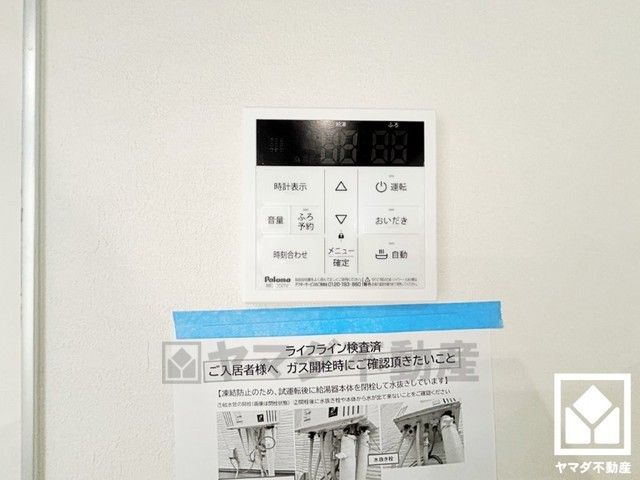 給湯
ふろ
時計表示
運転
音量
ふろ予約
おいだき
時刻合わせ
メニュー
確定
自動
Paloma
ライフライン検査済
ご入居者様へ ガス開栓時にご確認頂きたいこと
【凍結防止のため、試運転後に給湯器本体を閉栓して水抜きしています】
水抜き栓
ヤマダ不動産
ヤマダ不動産